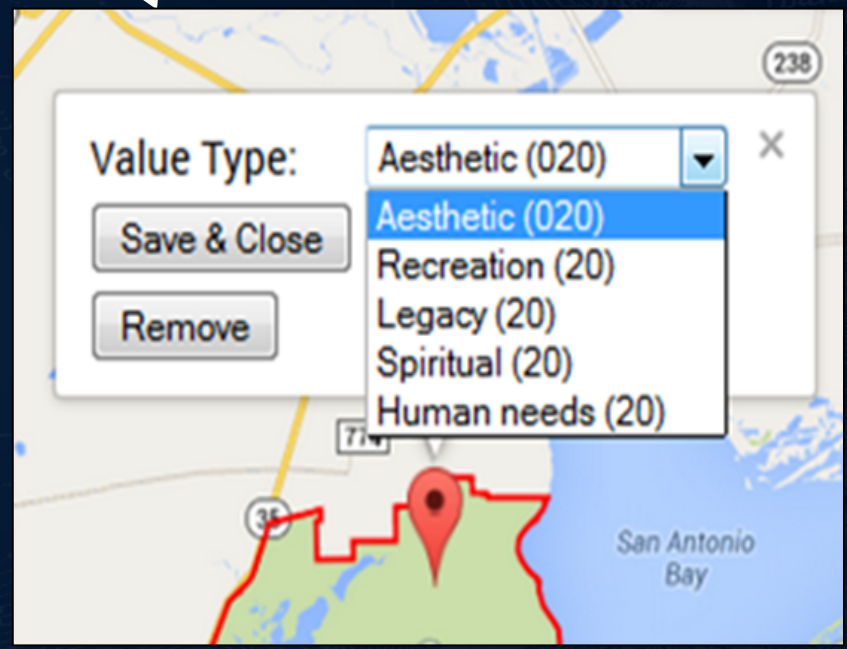 238
Value Type:
Aesthetic (020)
×
Save & Close
Remove
Aesthetic (020)
Recreation (20)
Legacy (20)
Spiritual (20)
Human needs (20)
774
35
San Antonio
Bay